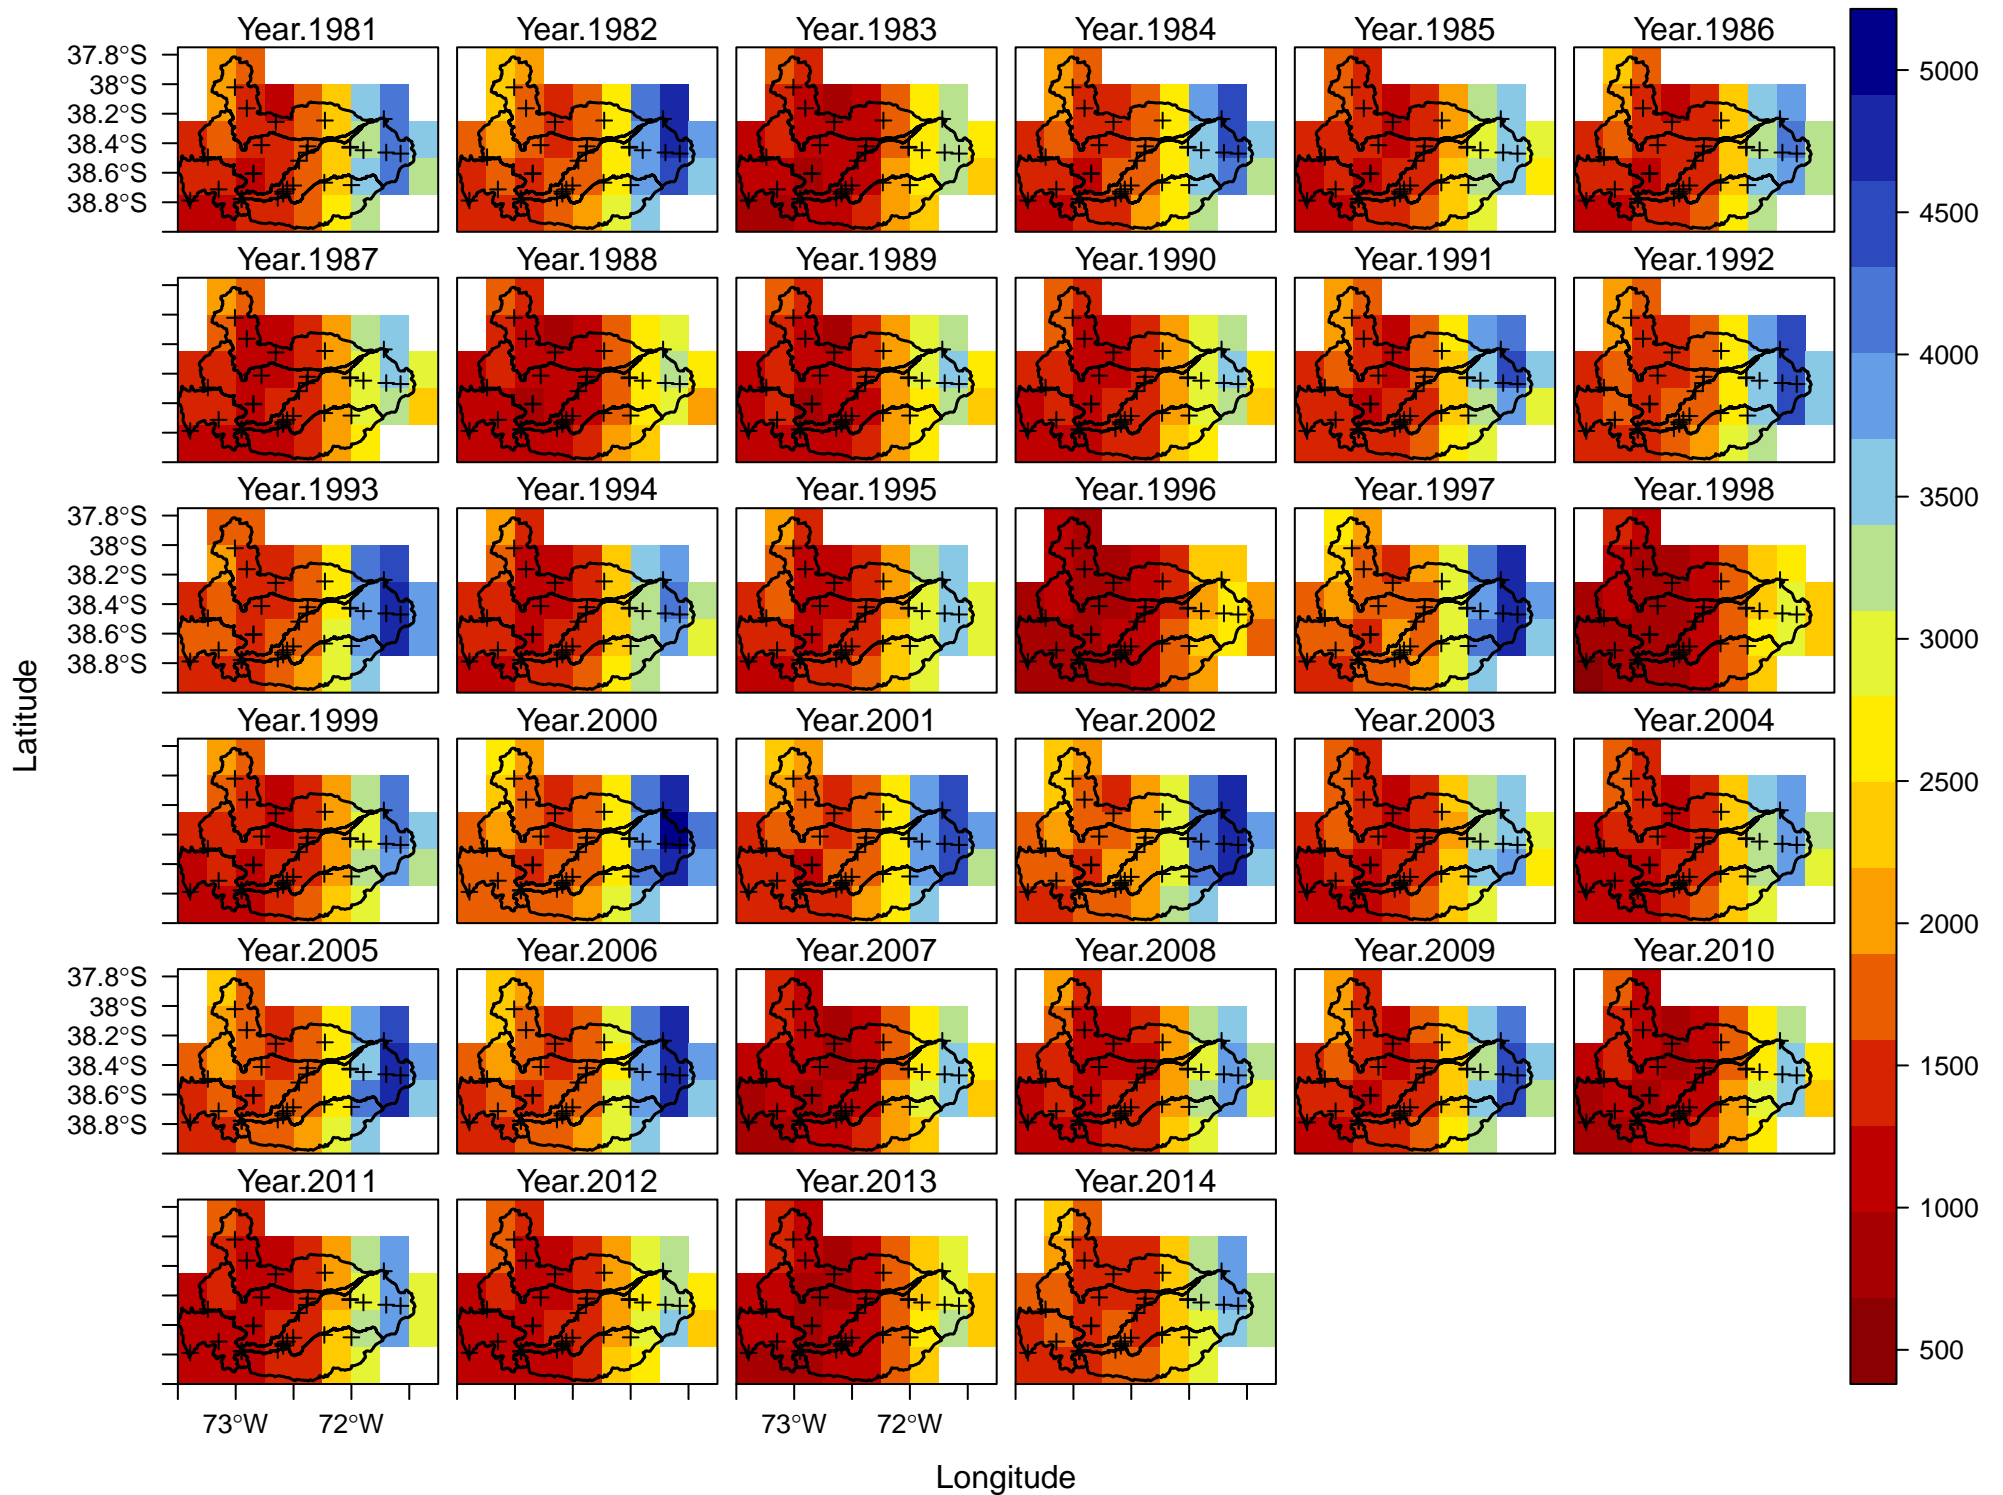 Year.1981 Year.1982 Year.1983 Year.1984 Year.1985 Year.1986
37.8°S
38°S
38.2°S
38.4°S
38.6°S
38.8°S
Year.1987 Year.1988 Year.1989 Year.1990 Year.1991 Year.1992
Year.1993 Year.1994 Year.1995 Year.1996 Year.1997 Year.1998
37.8°S
38°S
38.2°S
38.4°S
38.6°S
38.8°S
Year.1999 Year.2000 Year.2001 Year.2002 Year.2003 Year.2004
Year.2005 Year.2006 Year.2007 Year.2008 Year.2009 Year.2010
37.8°S
38°S
38.2°S
38.4°S
38.6°S
38.8°S
Year.2011 Year.2012 Year.2013 Year.2014
73°W 72°W 73°W 72°W
Longitude
Latitude
5000
4500
4000
3500
3000
2500
2000
1500
1000
500